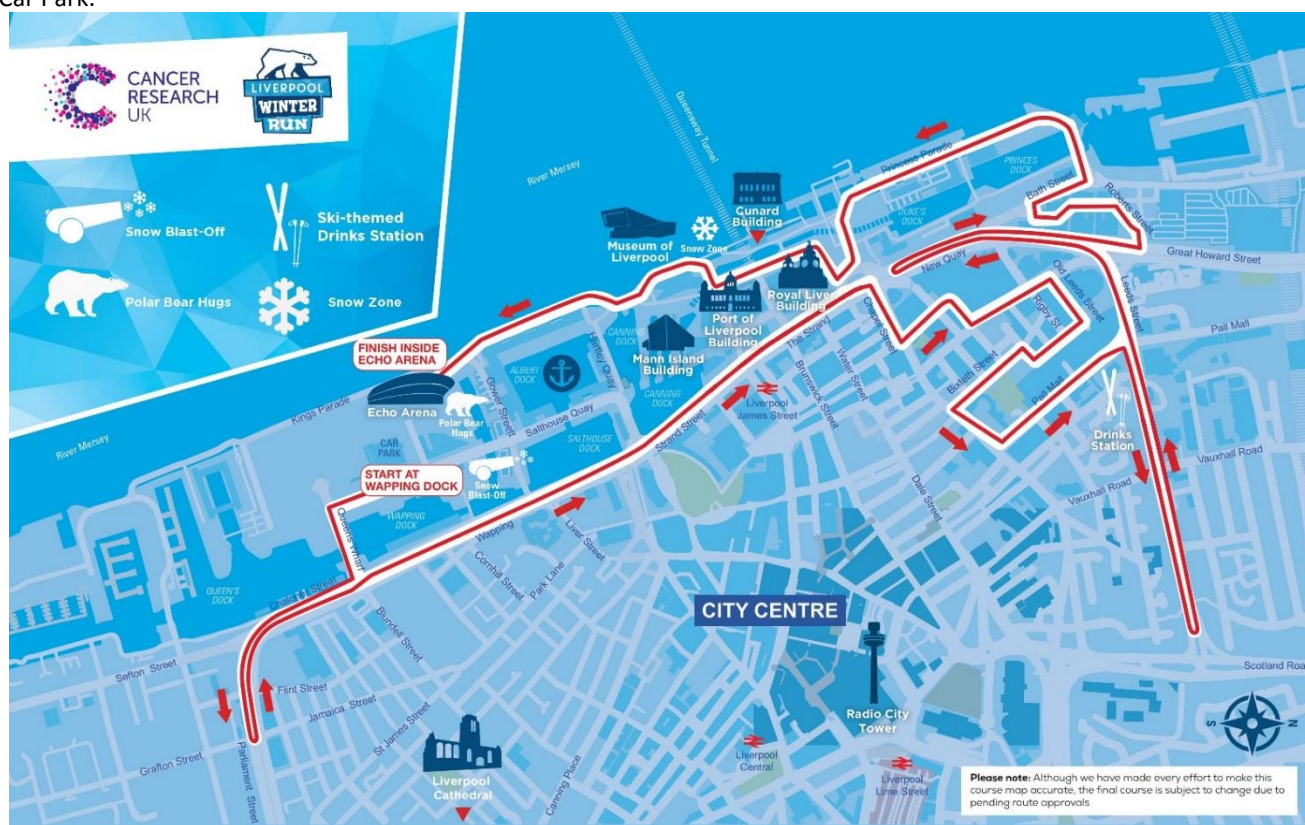 Car Park.
CANCER
RESEARCH
UK
LIVERPOOL
WINTER
RUN
Snow Blast-Off
Ski-themed
Drinks Station
Polar Bear Hugs
Snow Zone
River Mersey
Queensway Tunnel
Princess Parade
PRINCES
DOCK
Bath Street
Roberts Street
Great Howard Street
Cunard
Building
Museum of
Liverpool
Snow Zone
DUKE'S
DOCK
New Quay
Old Leeds Street
Leeds Street
Rigby St
Pall Mall
Royal Liver
Building
Port of
Liverpool
Building
Mann Island
Building
CANNING
DOCK
CANNING
DOCK
The Strand
Chapel Street
Water Street
Brunswick Street
Bixteth Street
Pall Mall
FINISH INSIDE
ECHO ARENA
Echo Arena
Polar Bear
Hugs
Gower Street
ALBERT
DOCK
Hartley Quay
Salthouse Quay
SALTHOUSE
DOCK
Strand Street
Liverpool
James Street
Drinks
Station
Vauxhall Road
Vauxhall Road
Kings Parade
River Mersey
CAR
PARK
START AT
WAPPING DOCK
Snow
Blast-Off
WAPPING
DOCK
Queens Wharf
Wapping
Liver Street
Cornhill Street
Park Lane
Dale Street
QUEEN'S
DOCK
Chaloner Street
Blundell Street
CITY CENTRE
Sefton Street
Flint Street
Jamaica Street
St James Street
Grafton Street
Parliament Street
Liverpool
Cathedral
Canning Place
Radio City
Tower
Liverpool
Central
Liverpool
Lime Street
Scotland Roa
S
N
Please note: Although we have made every effort to make this
course map accurate, the final course is subject to change due to
pending route approvals